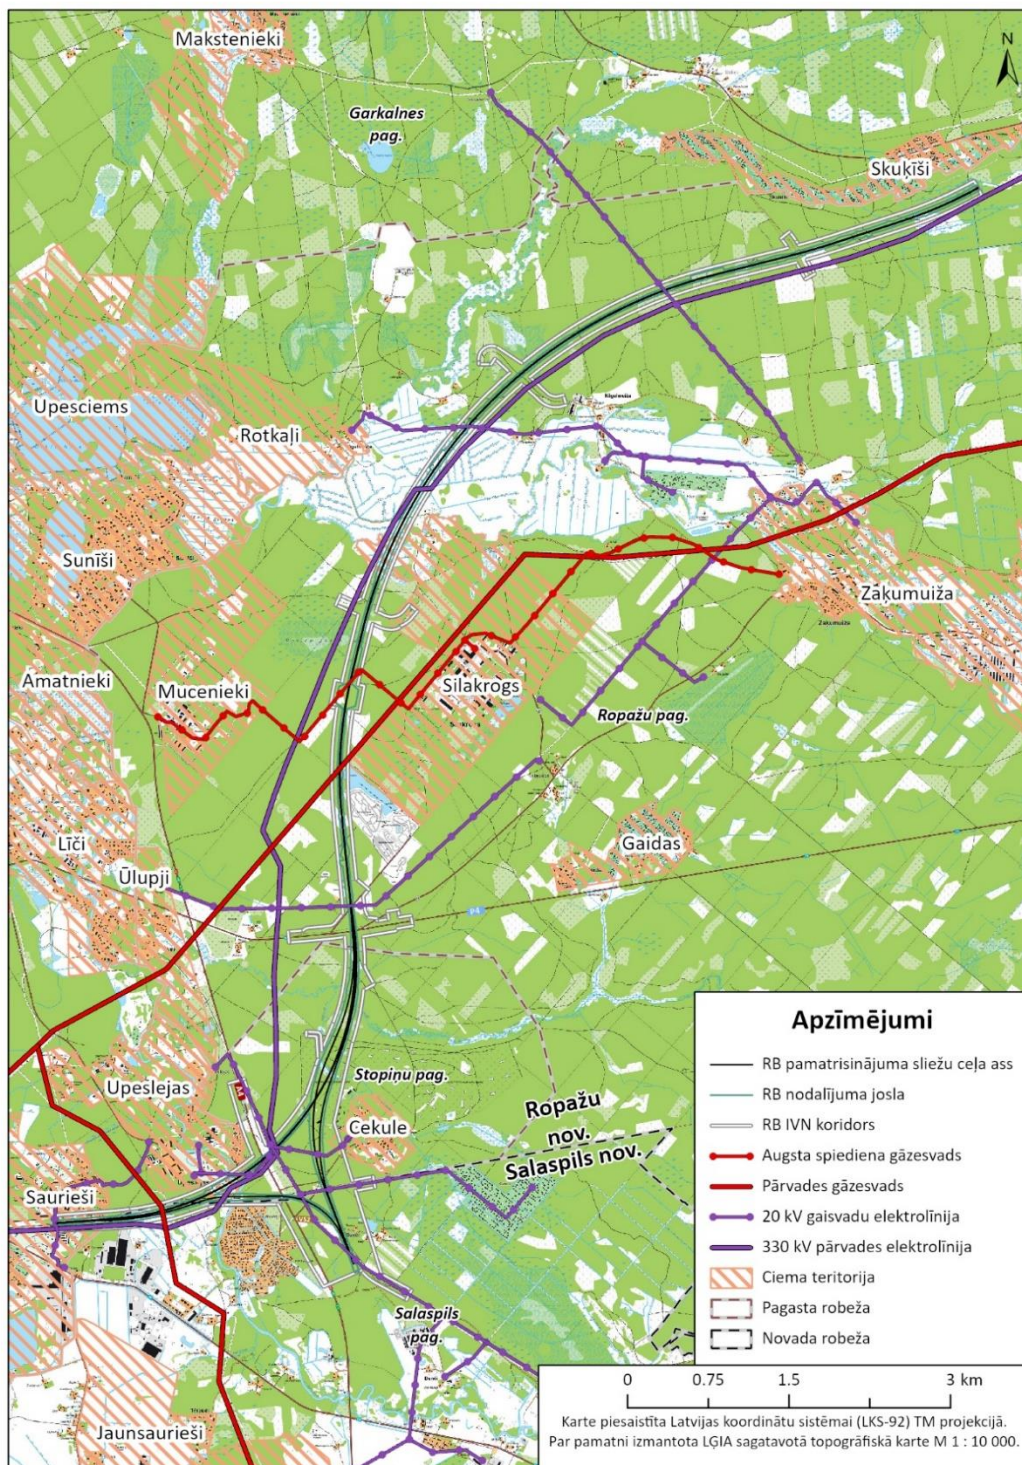 Makstenieki
N
Garkalnes
pag.
Skuķīši
Upesciems
Rotkaļi
Sunīši
Zaķumuiža
Amatnieki
Mucenieki
Silakrogs
Ropažu pag.
Līči
Gaidas
Ūlupji
P4
Stopiņu pag.
Upeslejas
A4
Cekule
Ropažu
nov.
Salaspils nov.
Saurieši
Salaspils
pag.
Jaunsaurieši
Apzīmējumi
RB pamatrisinājuma sliežu ceļa ass
RB nodalījuma josla
RB IVN koridors
Augsta spiediena gāzesvads
Pārvades gāzesvads
20 kV gaisvadu elektrolīnija
330 kV pārvades elektrolīnija
Ciema teritorija
Pagasta robeža
Novada robeža
0 0.75 1.5 3 km
Karte piesaistīta Latvijas koordinātu sistēmai (LKS-92) TM projekcijā.
Par pamatni izmantota LĢIA sagatavotā topogrāfiskā karte M 1 : 10 000.